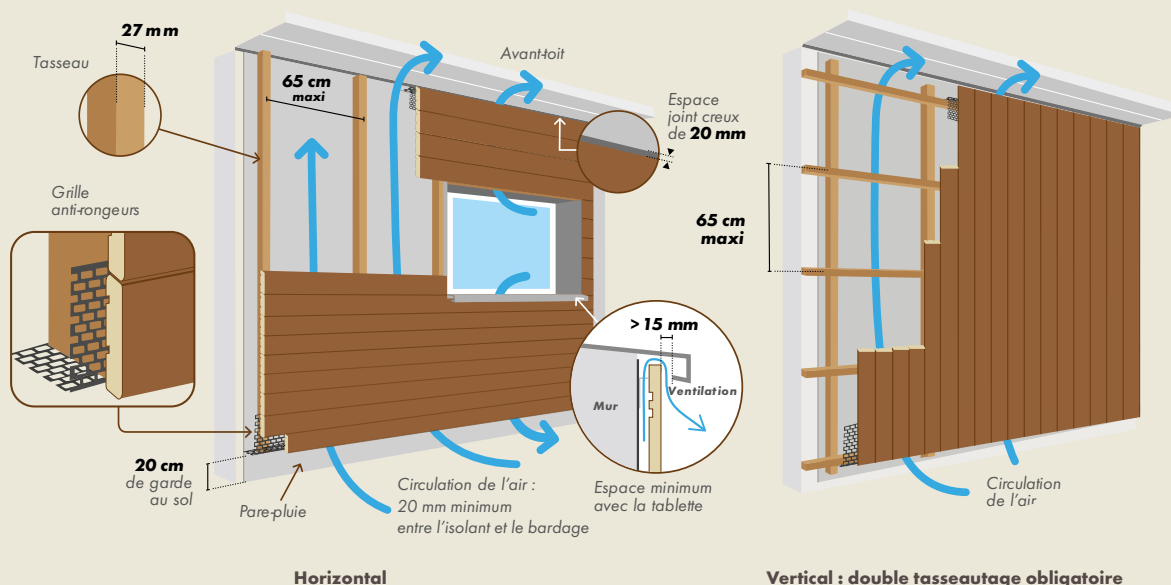 27 mm
Tasseau
65 cm
maxi
Avant-toit
Espace
joint creux
de 20 mm
Grille
anti-rongeurs
65 cm
maxi
> 15 mm
Ventilation
Mur
20 cm
de garde
au sol
Pare-pluie
Circulation de l’air :
20 mm minimum
entre l’isolant et le bardage
Espace minimum
avec la tablette
Circulation
de l’air
Horizontal
Vertical : double tasseautage obligatoire